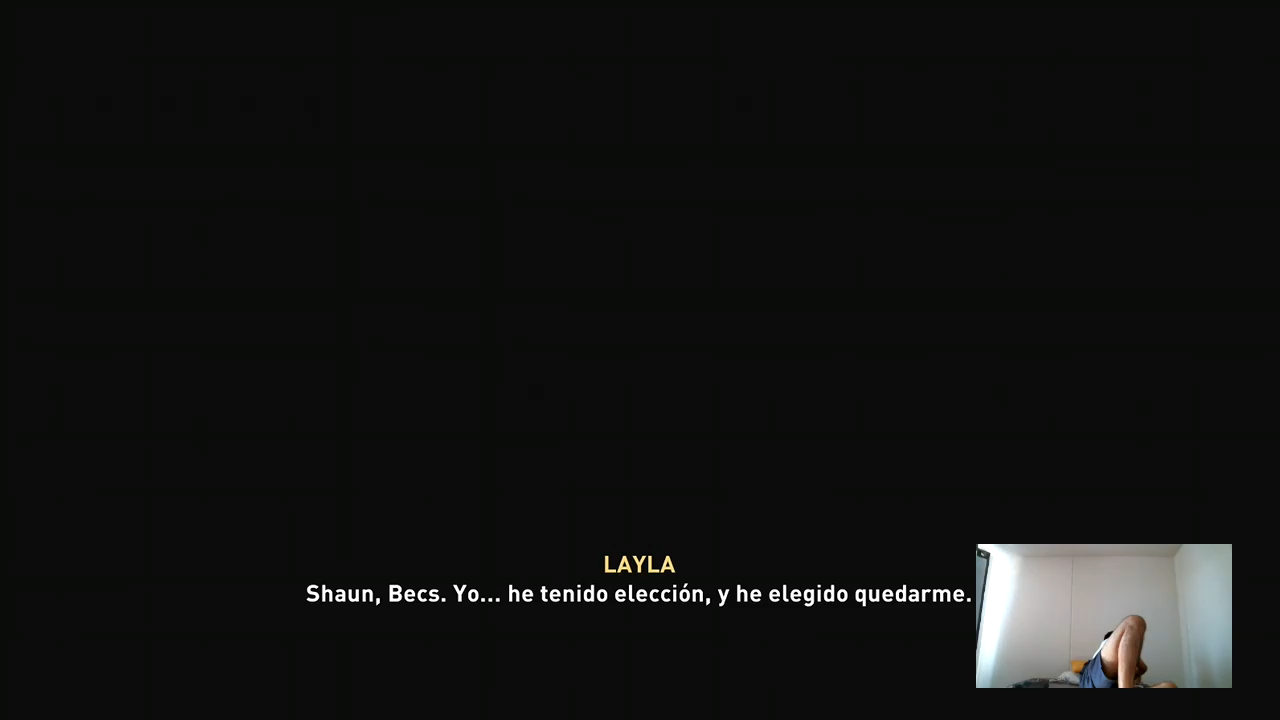 LAYLA
Shaun, Becs. Yo... he tenido elección, y he elegido quedarme.